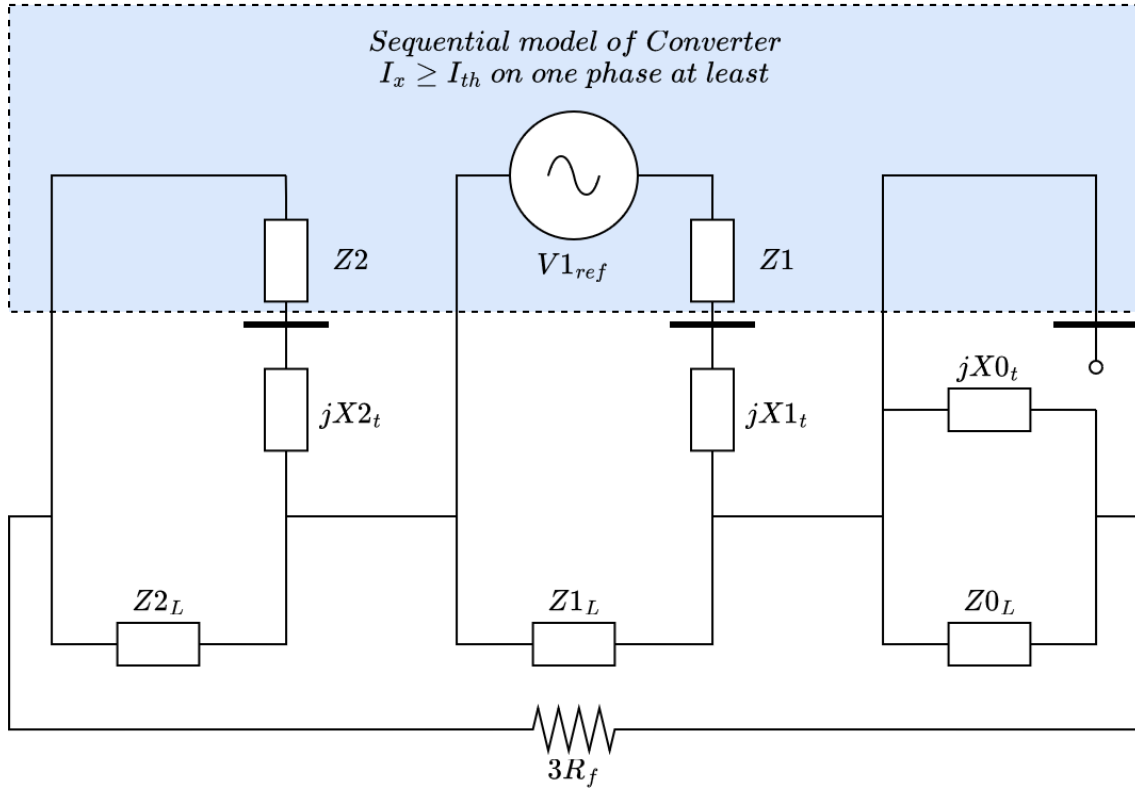 Sequential model of Converter
I_x ≥ I_th on one phase at least
Z2
V1_ref
Z1
jX2_t
jX1_t
jX0_t
Z2_L
Z1_L
Z0_L
3R_f